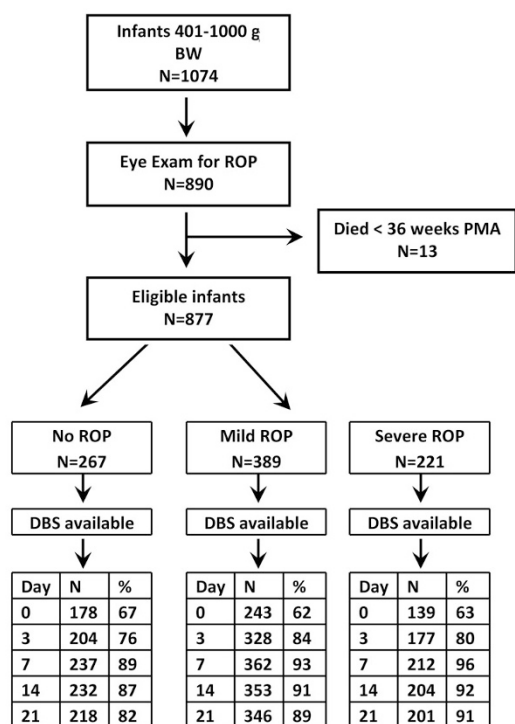 Infants 401-1000 g
BW
N=1074
Eye Exam for ROP
N=890
Died < 36 weeks PMA
N=13
Eligible infants
N=877
No ROP
N=267
Mild ROP
N=389
Severe ROP
N=221
DBS available
DBS available
DBS available
Day N %
0 178 67
3 204 76
7 237 89
14 232 87
21 218 82
Day N %
0 243 62
3 328 84
7 362 93
14 353 91
21 346 89
Day N %
0 139 63
3 177 80
7 212 96
14 204 92
21 201 91